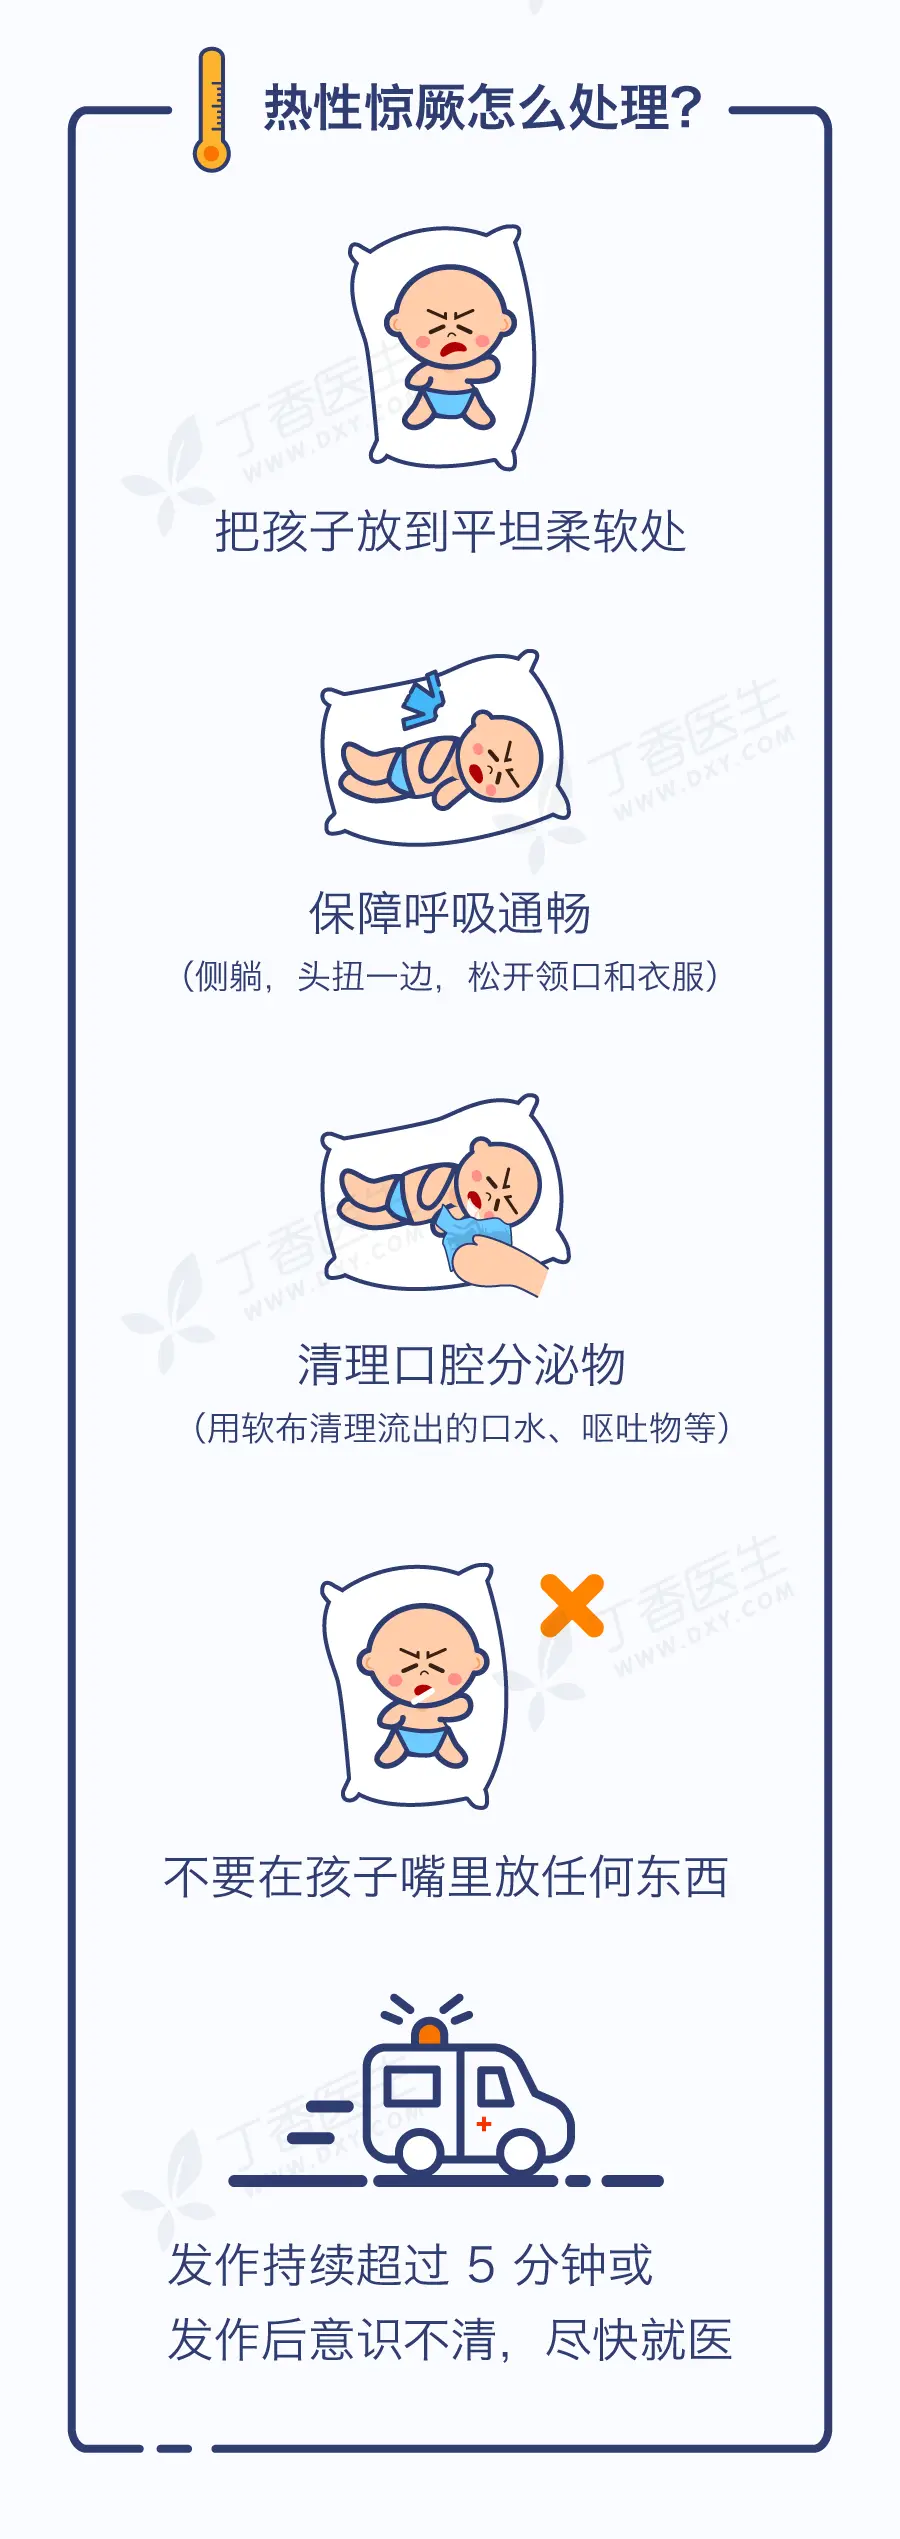 热性惊厥怎么处理?
把孩子放到平坦柔软处
丁香医生
WWW.DXY.COM
保障呼吸通畅
（侧躺，头扭一边，松开领口和衣服）
丁香医生
WWW.DXY.COM
清理口腔分泌物
（用软布清理流出的口水、呕吐物等）
丁香医生
WWW.DXY.COM
不要在孩子嘴里放任何东西
丁香医生
WWW.DXY.COM
发作持续超过 5 分钟或
发作后意识不清，尽快就医
丁香医生
WWW.DXY.COM